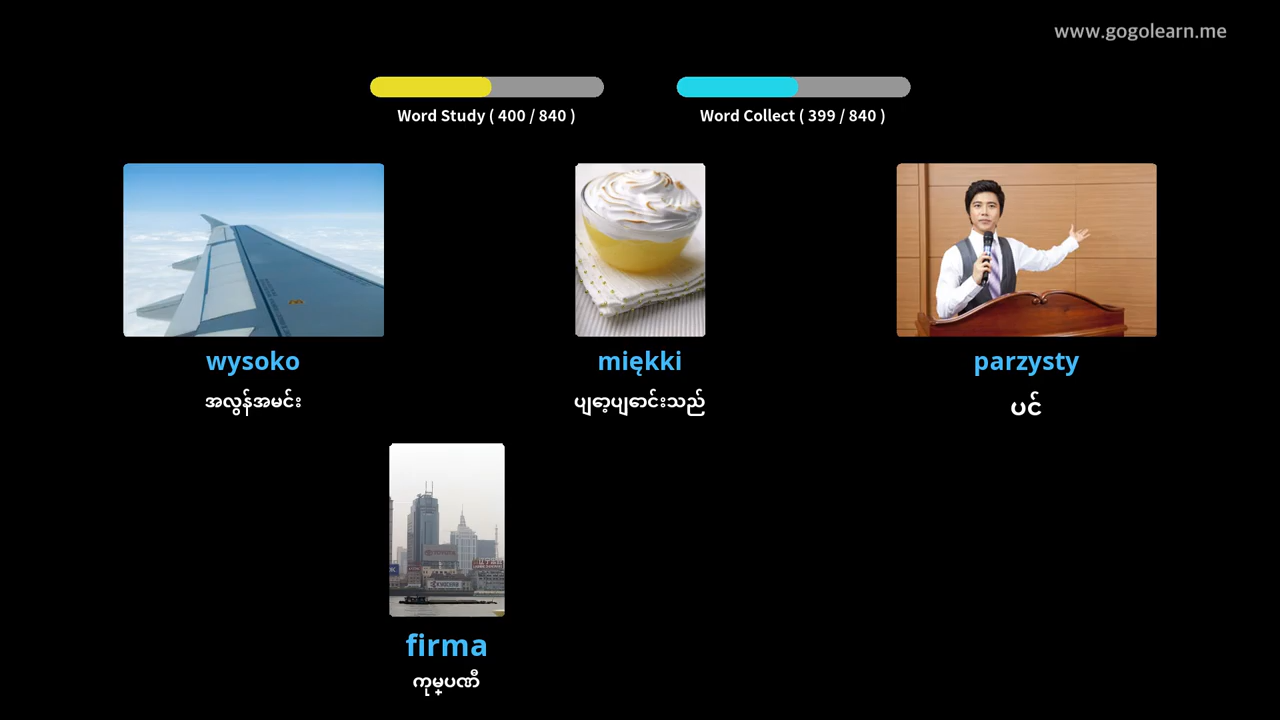 www.gogolearn.me
Word Study ( 400 / 840 )
Word Collect ( 399 / 840 )
wysoko
miękki
parzysty
အလွန်အမင်း
ပျော့ပျောင်းသည်
ပင်
TOYOTA
firma
ကုမ္ပဏီ